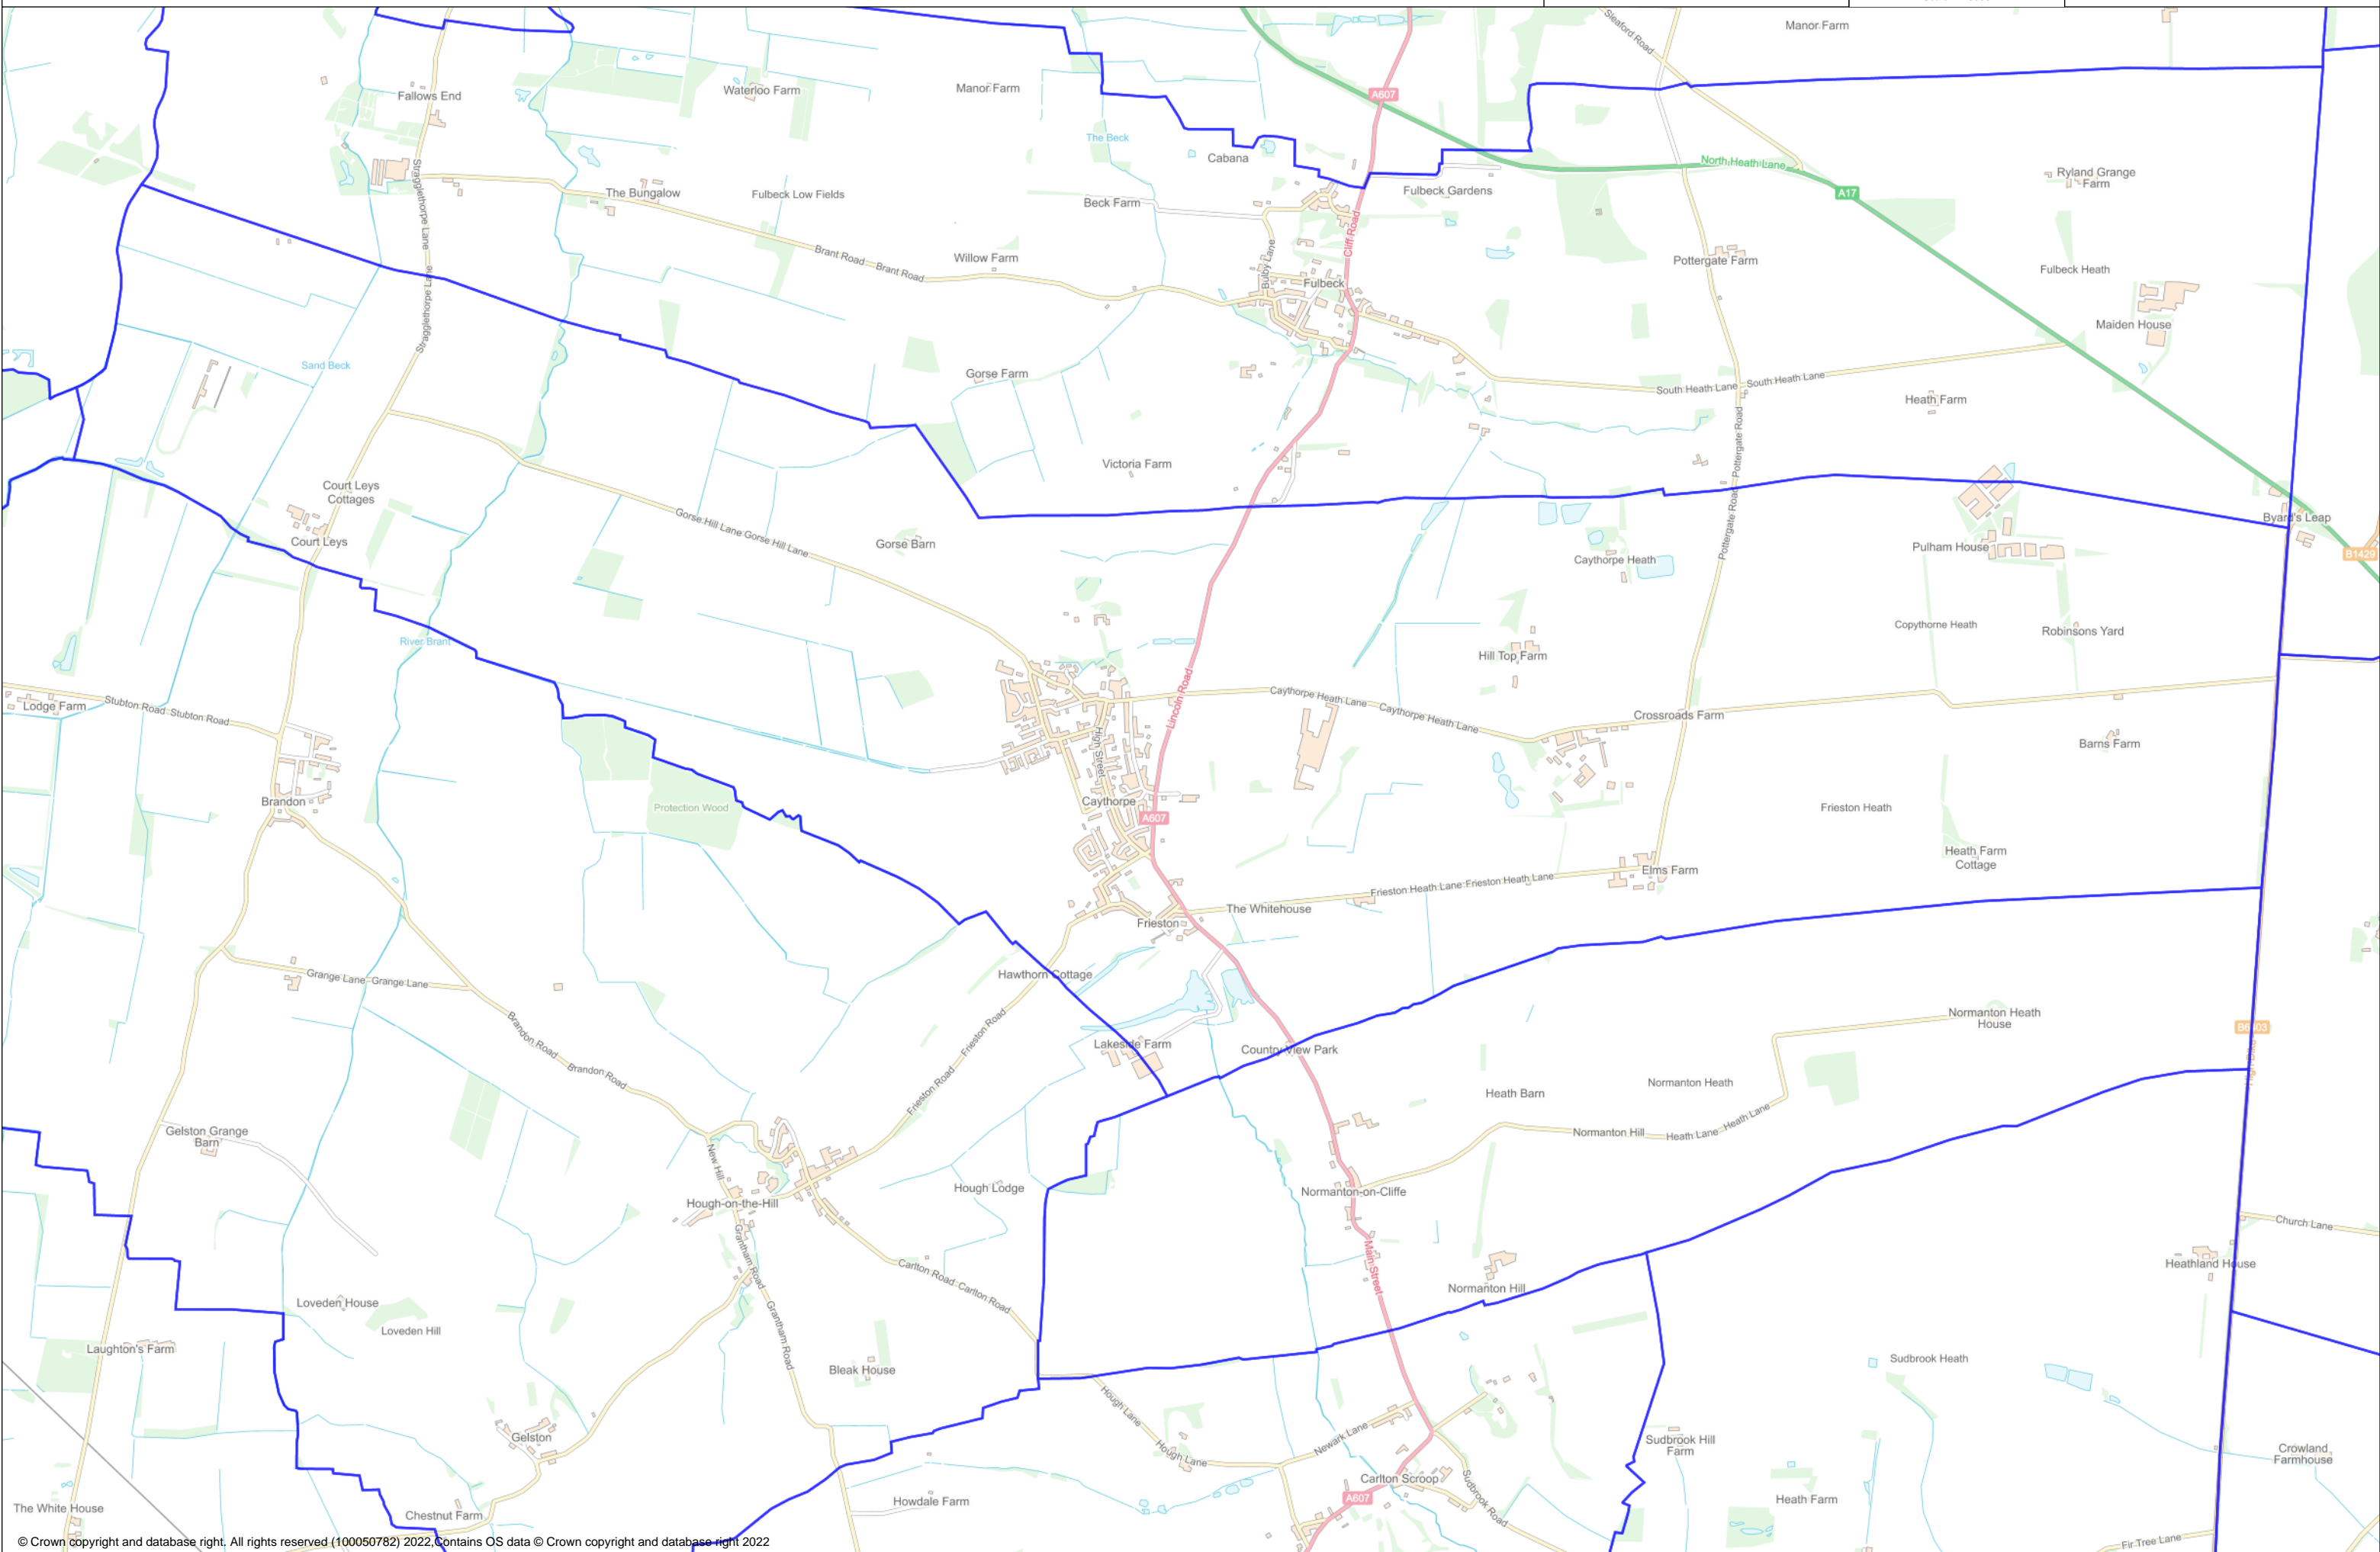 Sleaford Road
Manor Farm
Fallows End
Waterloo Farm
Manor Farm
A607
The Beck
Cabana
North Heath Lane
Stragglethorpe Lane
The Bungalow
Fulbeck Low Fields
Beck Farm
Fulbeck Gardens
A17
Ryland Grange
Farm
Brant Road
Brant Road
Willow Farm
Bulby Lane
Cliff Road
Fulbeck
Pottergate Farm
Fulbeck Heath
Stragglethorpe Lane
Maiden House
Sand Beck
Gorse Farm
South Heath Lane
South Heath Lane
Heath Farm
Victoria Farm
Pottergate Road
Pottergate Road
Court Leys
Cottages
Court Leys
Gorse Hill Lane
Gorse Hill Lane
Gorse Barn
Caythorpe Heath
Pottergate Road
Pulham House
Byard's Leap
B1429
River Brant
Hill Top Farm
Copythorne Heath
Robinsons Yard
Lodge Farm
Stubton Road
Stubton Road
Lincoln Road
Caythorpe Heath Lane
Caythorpe Heath Lane
Crossroads Farm
High Street
Barns Farm
Brandon
Protection Wood
Caythorpe
A607
Frieston Heath
Heath Farm
Cottage
Elms Farm
Frieston Heath Lane
Frieston Heath Lane
The Whitehouse
Frieston
Grange Lane
Grange Lane
Hawthorn Cottage
Brandon Road
Brandon Road
Frieston Road
Frieston Road
Lakeside Farm
Country View Park
Normanton Heath
House
B6403
Heath Barn
Normanton Heath
Gelston Grange
Barn
Normanton Hill
Heath Lane
Heath Lane
New Hill
Hough Lodge
Hough-on-the-Hill
Normanton-on-Cliffe
Church Lane
Grantham Road
Grantham Road
Carlton Road
Carlton Road
Main Street
Heathland House
Normanton Hill
Loveden House
Loveden Hill
Laughton's Farm
Bleak House
Sudbrook Heath
Hough Lane
Hough Lane
Newark Lane
Gelston
Sudbrook Hill
Farm
Crowland
Farmhouse
Carlton Scroop
Sudbrook Road
A607
The White House
Chestnut Farm
Howdale Farm
Heath Farm
Fir Tree Lane
© Crown copyright and database right. All rights reserved (100050782) 2022,Contains OS data © Crown copyright and database right 2022